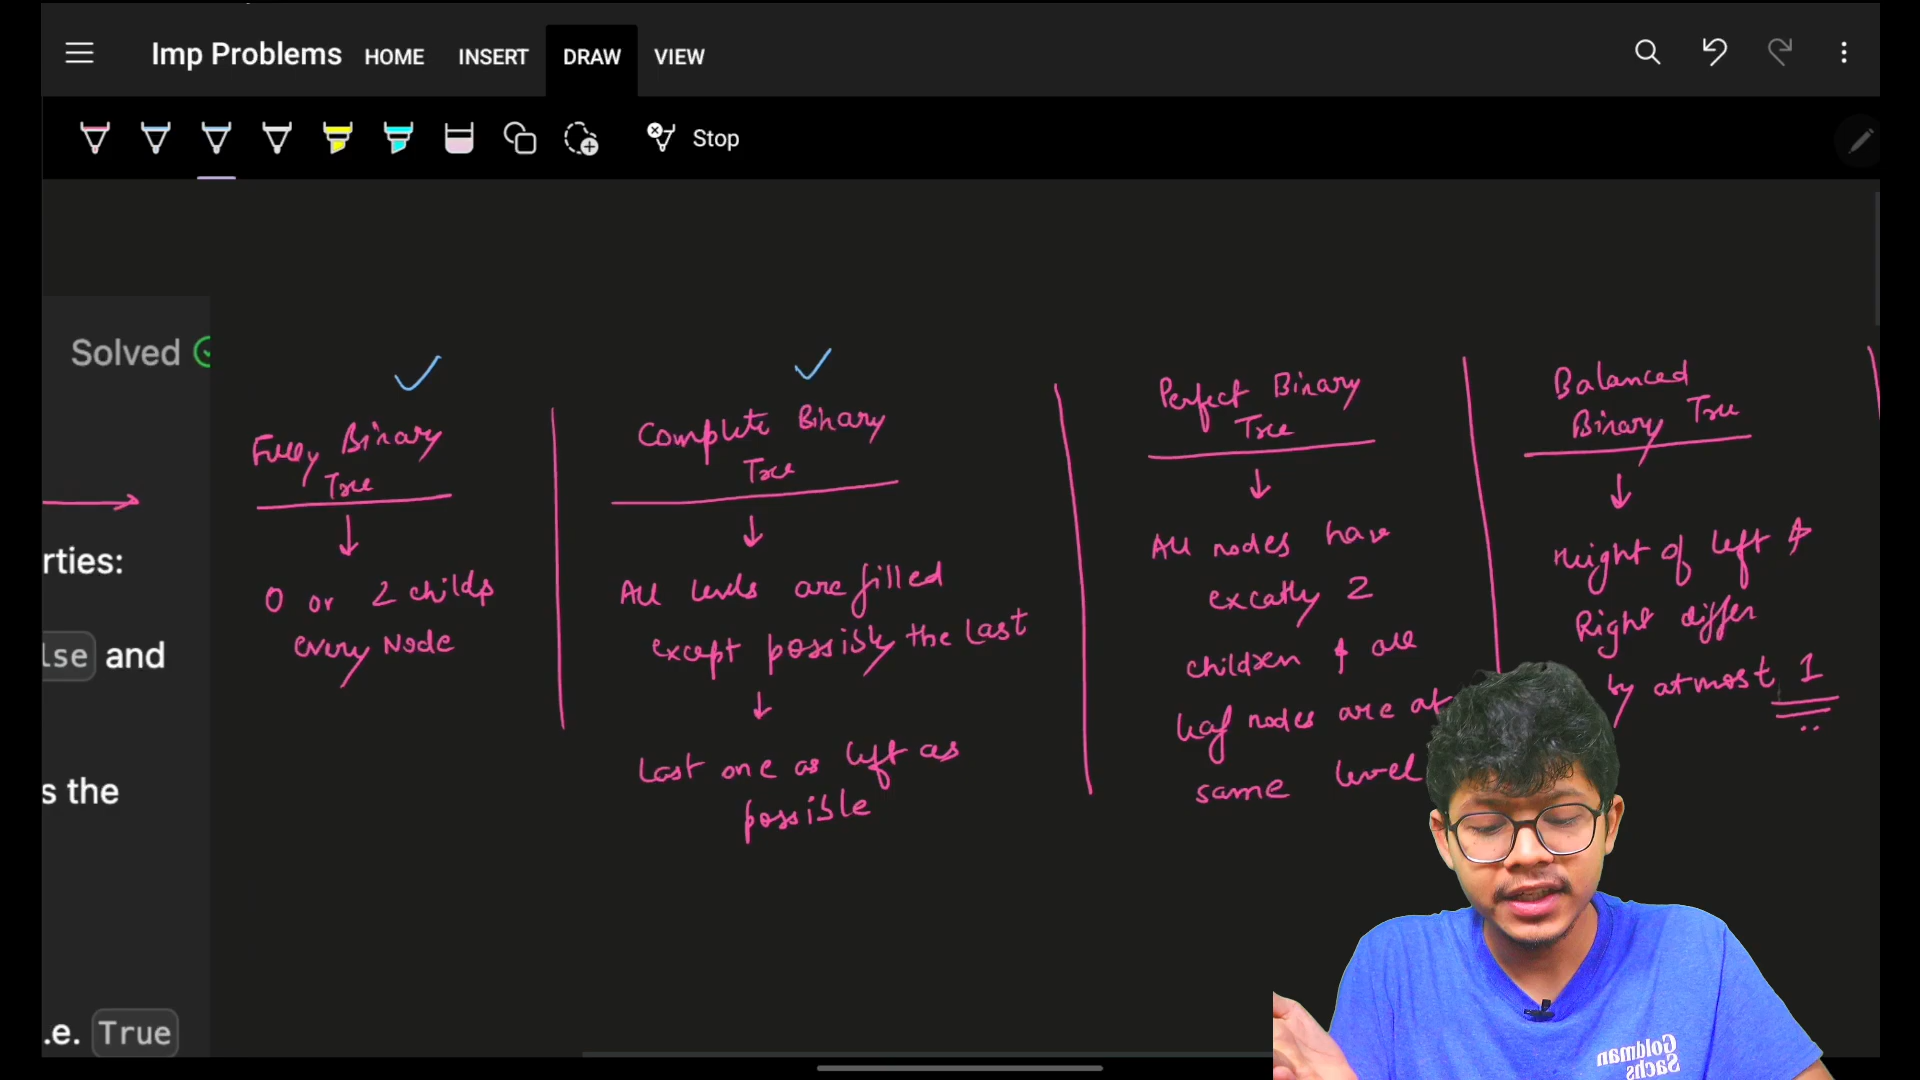 Imp Problems HOME INSERT DRAW VIEW
Stop
Solved
rties:
lse and
s the
.e. True
Fully Binary
Tree
0 or 2 childs
every Node
Complete Binary
Tree
All levels are filled
except possibly the Last
Last one as left as
possible
Perfect Binary
Tree
All nodes have
excatly 2
children & all
leaf nodes are at
same level
Balanced
Binary Tree
Height of left &
Right differ
by atmost 1
Goldman
Sachs